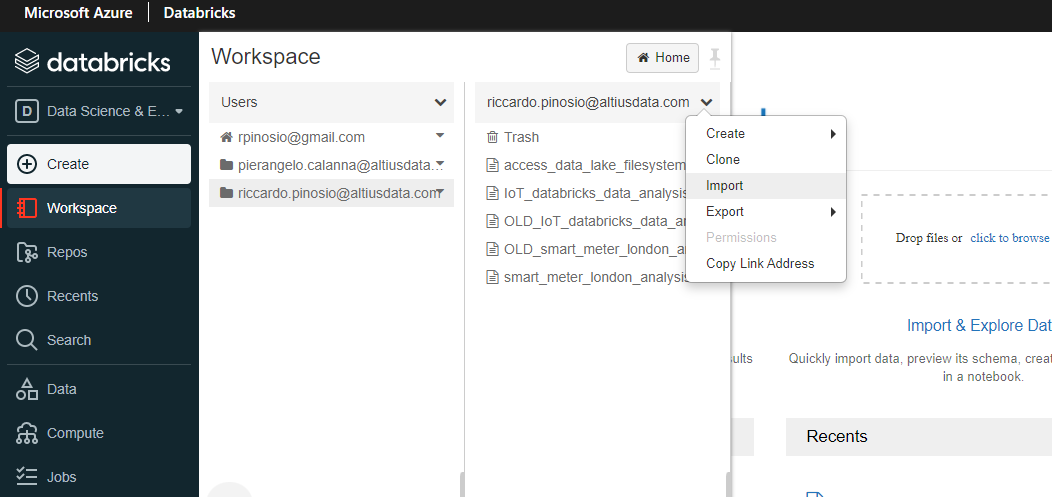 Microsoft Azure
Databricks
databricks
D
Data Science & E...
Create
Workspace
Repos
Recents
Search
Data
Compute
Jobs
Workspace
Home
Users
rpinosio@gmail.com
pierangelo.calanna@altiusdata...
riccardo.pinosio@altiusdata.com
riccardo.pinosio@altiusdata.com
Trash
access_data_lake_filesystem
IoT_databricks_data_analysis
OLD_IoT_databricks_data_an
OLD_smart_meter_london_a
smart_meter_london_analysis
Create
Clone
Import
Export
Permissions
Copy Link Address
Drop files or click to browse
Import & Explore Dat
ults
Quickly import data, preview its schema, creat
in a notebook.
Recents